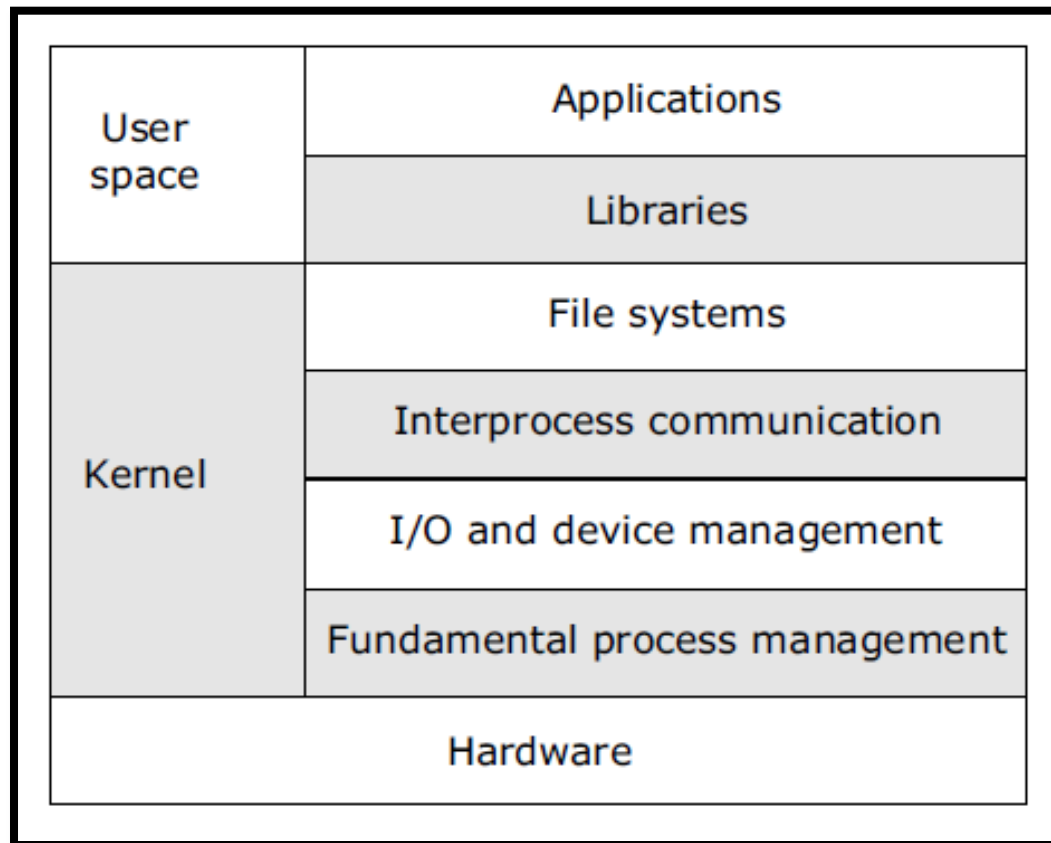 User
space
Applications
Libraries
Kernel
File systems
Interprocess communication
I/O and device management
Fundamental process management
Hardware